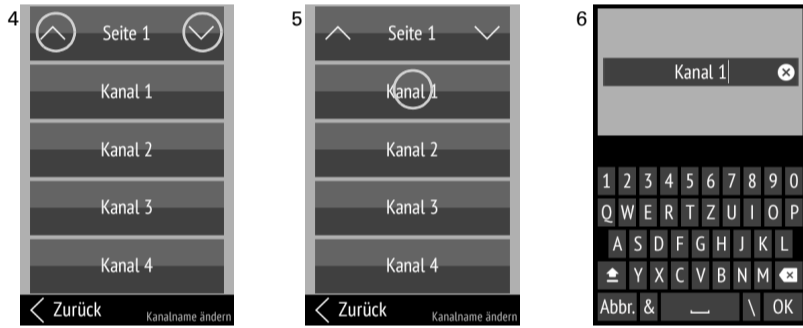 4
Seite 1
Kanal 1
Kanal 2
Kanal 3
Kanal 4
Zurück
Kanalname ändern
5
Seite 1
Kanal 1
Kanal 2
Kanal 3
Kanal 4
Zurück
Kanalname ändern
6
Kanal 1
1 2 3 4 5 6 7 8 9 0
Q W E R T Z U I O P
A S D F G H J K L
Y X C V B N M
Abbr. & \ OK